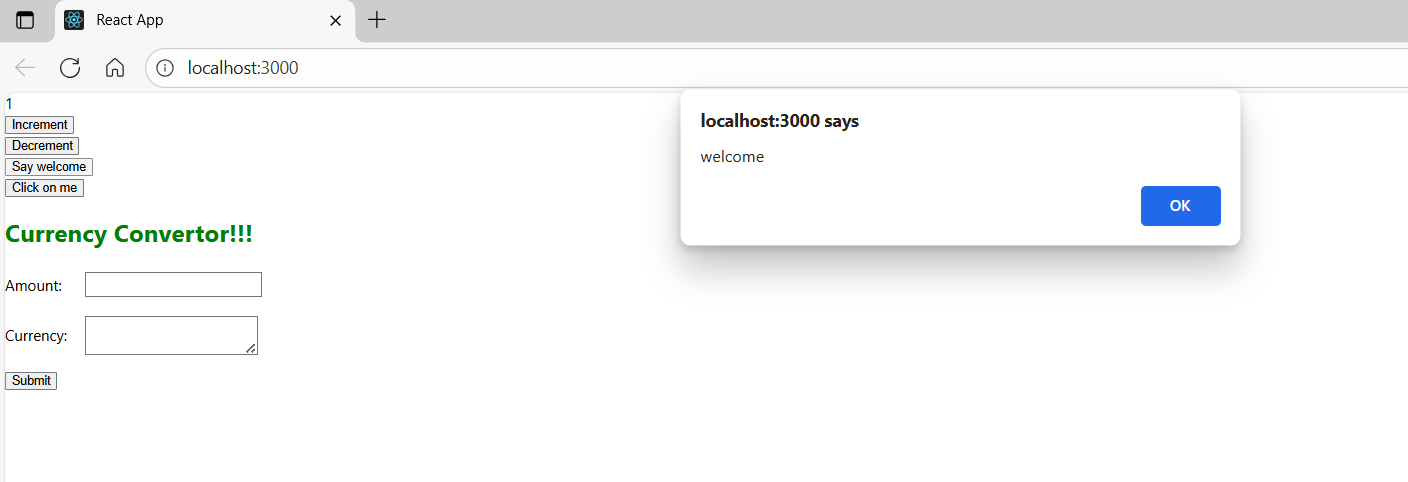 React App
localhost:3000
1
Increment
Decrement
Say welcome
Click on me
localhost:3000 says
welcome
OK
Currency Convertor!!!
Amount:
Currency:
Submit